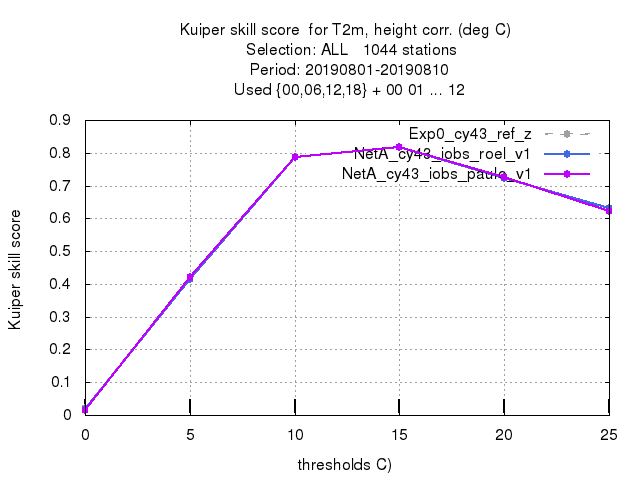 Kuiper skill score  for T2m, height corr. (deg C)
Selection: ALL   1044 stations
Period: 20190801-20190810
Used {00,06,12,18} + 00 01 ... 12
Exp0_cy43_ref_z
NetA_cy43_iobs_roel_v1
NetA_cy43_iobs_paulo_v1
Kuiper skill score
0.9
0.8
0.7
0.6
0.5
0.4
0.3
0.2
0.1
0
0 5 10 15 20 25
thresholds C)